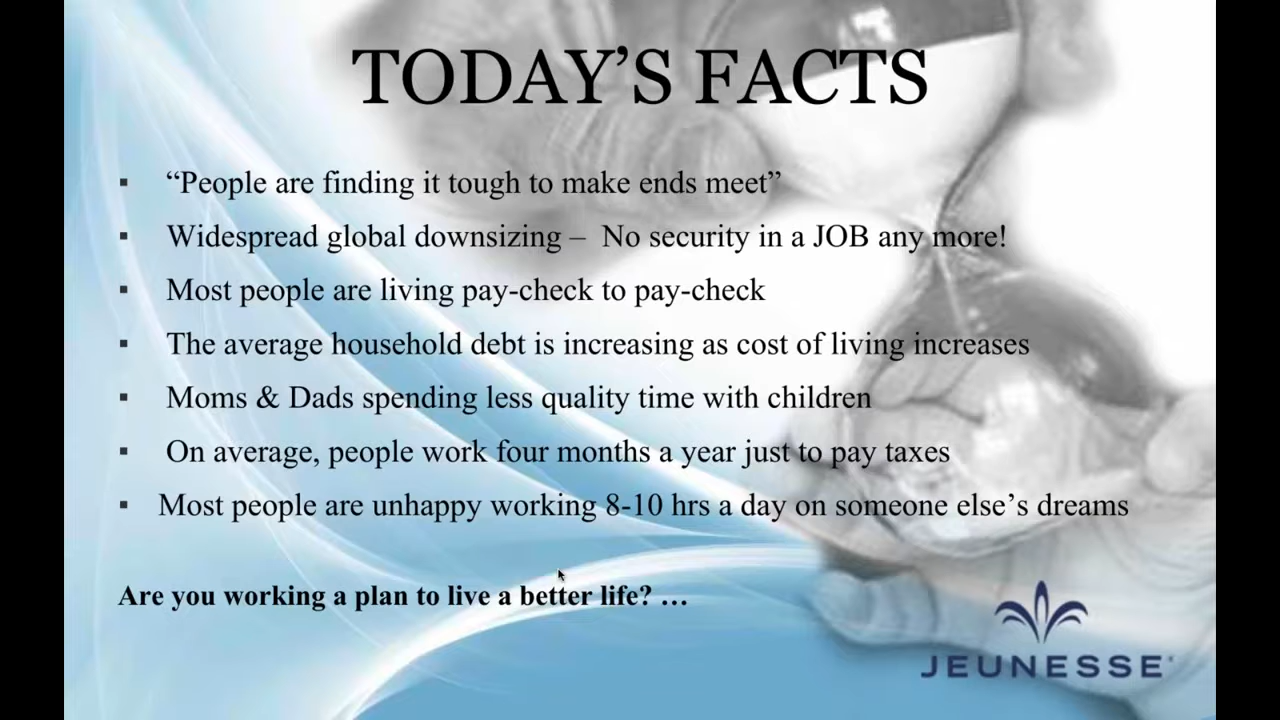 TODAY’S FACTS
▪ “People are finding it tough to make ends meet”
▪ Widespread global downsizing – No security in a JOB any more!
▪ Most people are living pay-check to pay-check
▪ The average household debt is increasing as cost of living increases
▪ Moms & Dads spending less quality time with children
▪ On average, people work four months a year just to pay taxes
▪ Most people are unhappy working 8-10 hrs a day on someone else’s dreams
Are you working a plan to live a better life? …
JEUNESSE